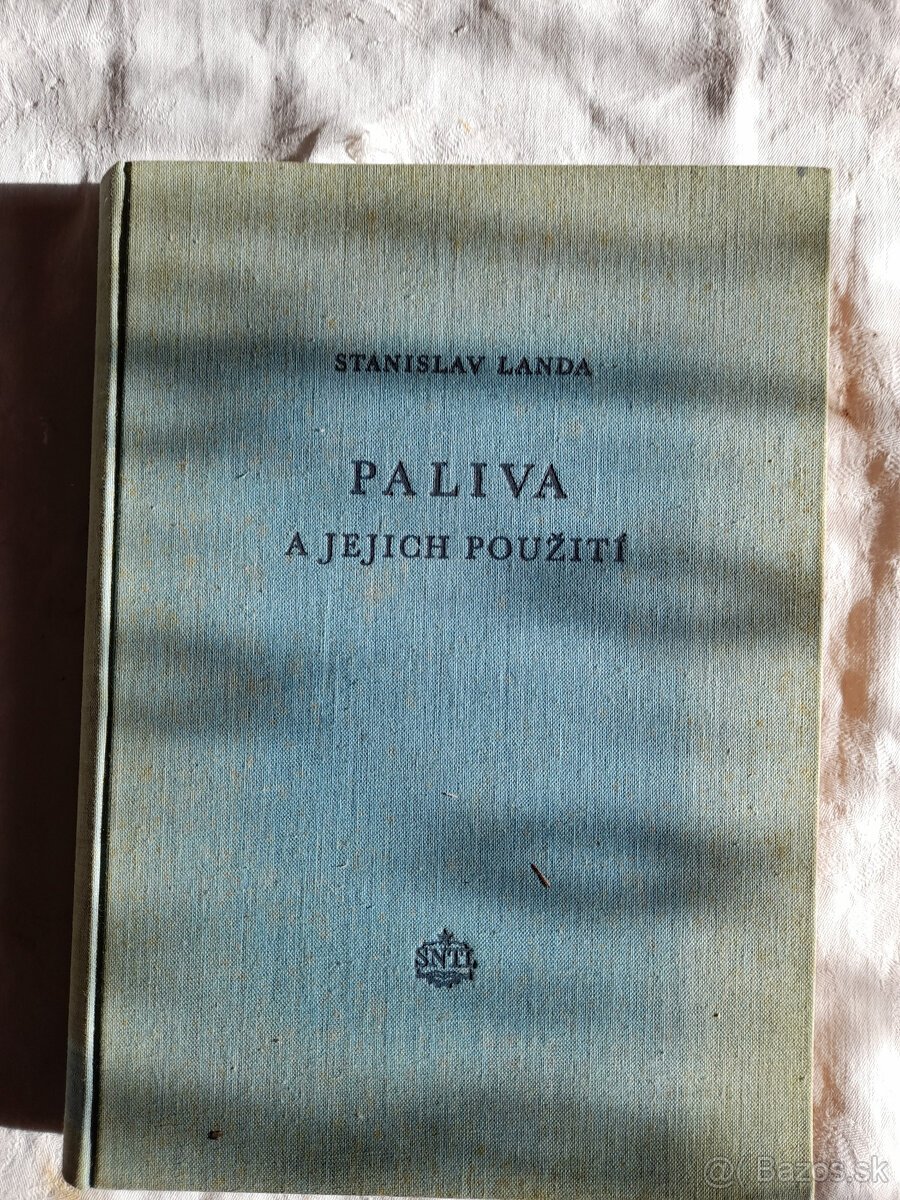 STANISLAV LANDA
PALIVA
A JEJICH POUŽITÍ
SNTL
@ Bazos.sk